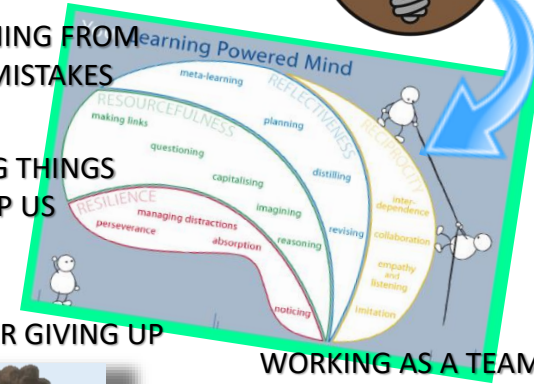 NING FROM
MISTAKES
Your Learning Powered Mind
meta-learning
REFLECTIVENESS
planning
distilling
revising
RESOURCEFULNESS
making links
questioning
capitalising
imagining
reasoning
RECIPROCITY
inter-
dependence
collaboration
empathy
and
listening
imitation
G THINGS
P US
RESILIENCE
managing distractions
perseverance
absorption
noticing
R GIVING UP
WORKING AS A TEAM